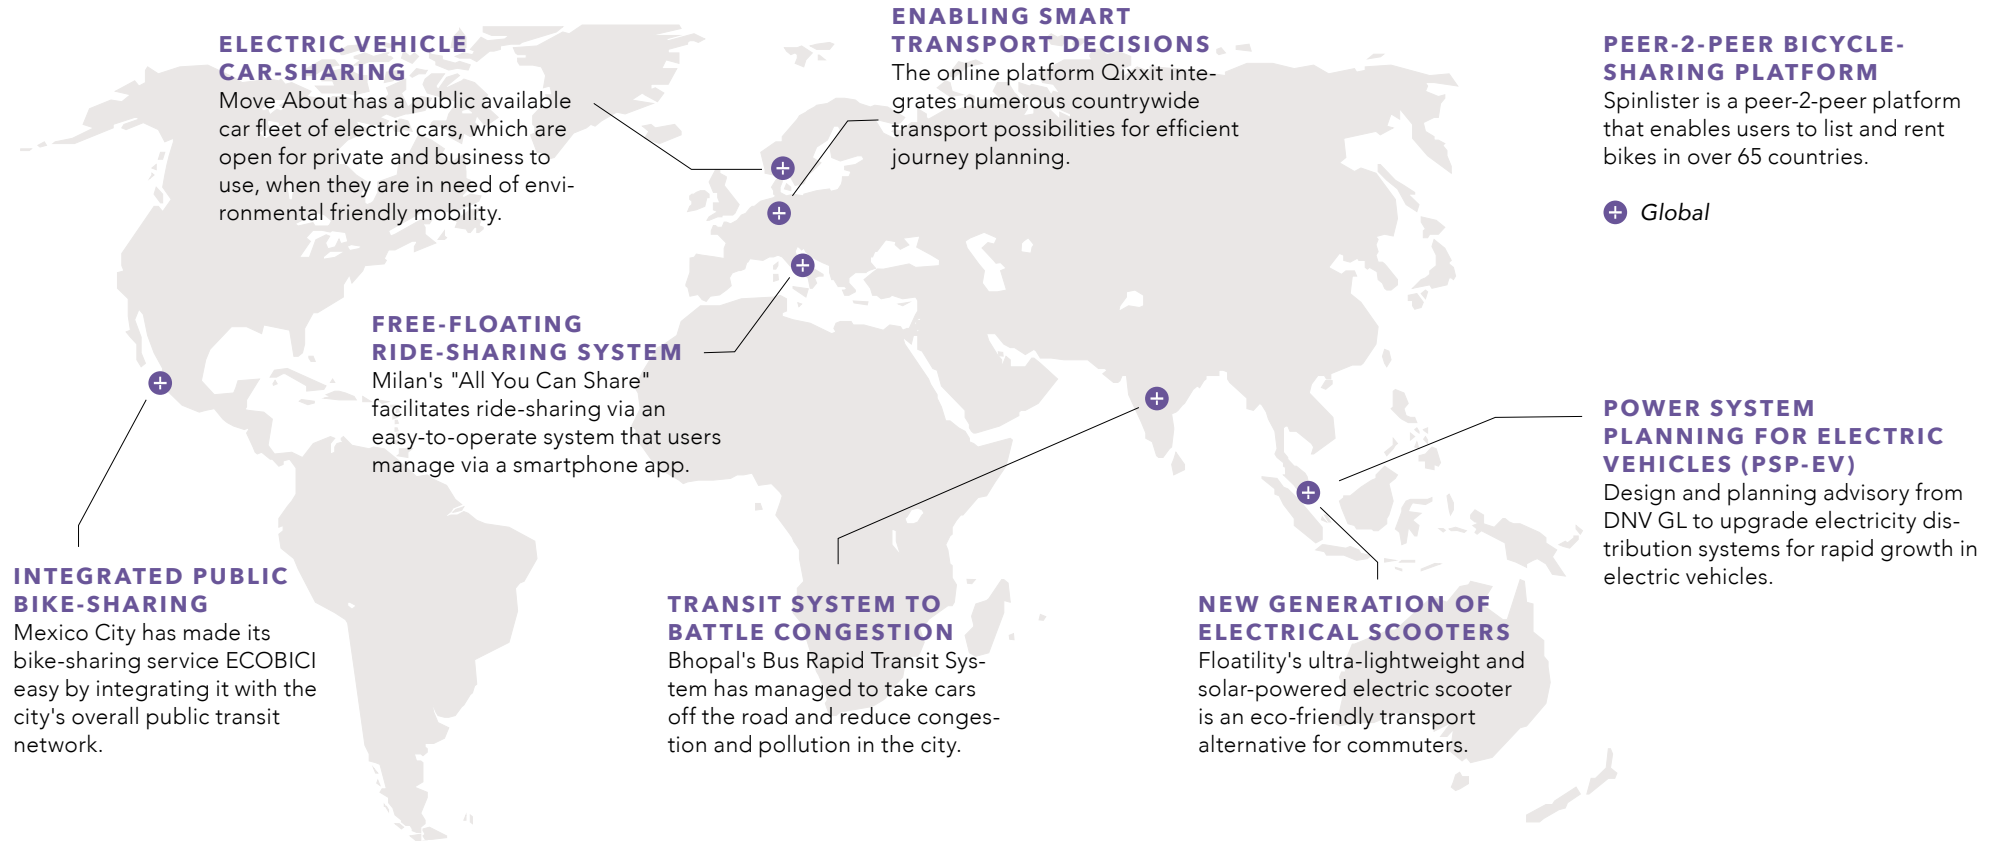 ELECTRIC VEHICLE
CAR-SHARING
Move About has a public available
car fleet of electric cars, which are
open for private and business to
use, when they are in need of envi-
ronmental friendly mobility.
ENABLING SMART
TRANSPORT DECISIONS
The online platform Qixxit inte-
grates numerous countrywide
transport possibilities for efficient
journey planning.
PEER-2-PEER BICYCLE-
SHARING PLATFORM
Spinlister is a peer-2-peer platform
that enables users to list and rent
bikes in over 65 countries.
Global
FREE-FLOATING
RIDE-SHARING SYSTEM
Milan's "All You Can Share"
facilitates ride-sharing via an
easy-to-operate system that users
manage via a smartphone app.
POWER SYSTEM
PLANNING FOR ELECTRIC
VEHICLES (PSP-EV)
Design and planning advisory from
DNV GL to upgrade electricity dis-
tribution systems for rapid growth in
electric vehicles.
INTEGRATED PUBLIC
BIKE-SHARING
Mexico City has made its
bike-sharing service ECOBICI
easy by integrating it with the
city's overall public transit
network.
TRANSIT SYSTEM TO
BATTLE CONGESTION
Bhopal's Bus Rapid Transit Sys-
tem has managed to take cars
off the road and reduce conges-
tion and pollution in the city.
NEW GENERATION OF
ELECTRICAL SCOOTERS
Floatility's ultra-lightweight and
solar-powered electric scooter
is an eco-friendly transport
alternative for commuters.